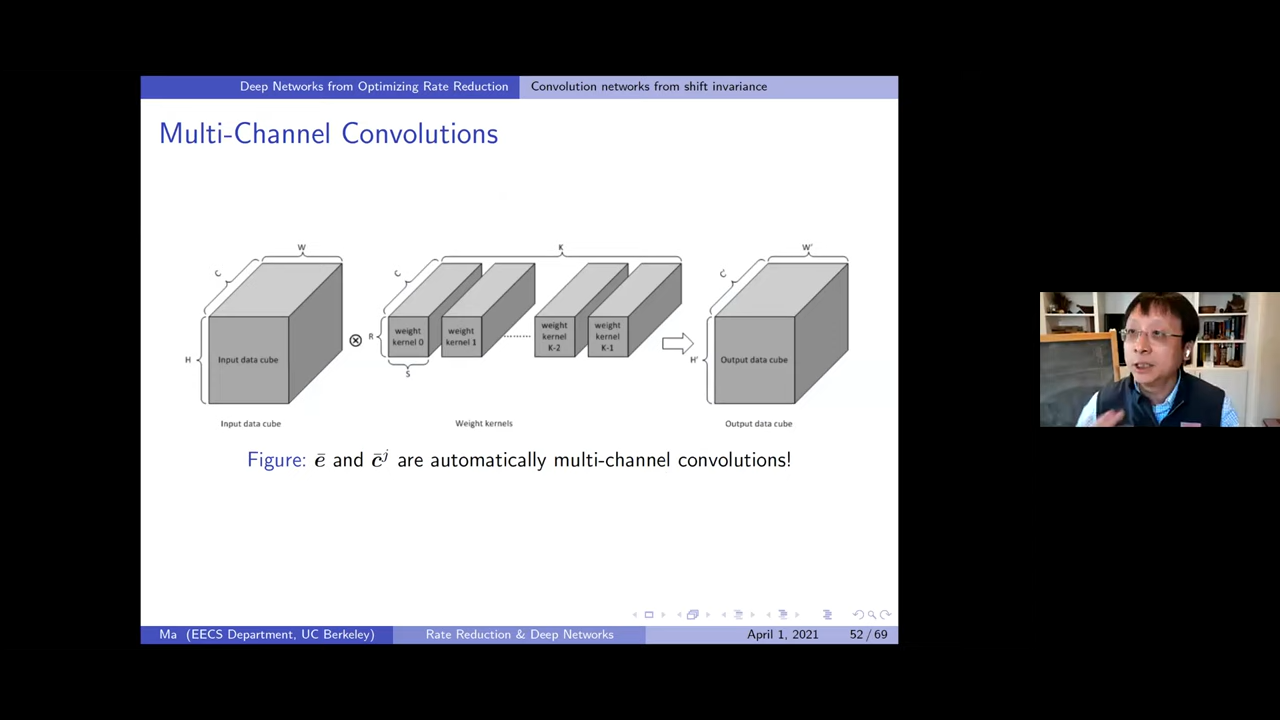 Deep Networks from Optimizing Rate Reduction Convolution networks from shift invariance
Multi-Channel Convolutions
W K W'
C C C'
H Input data cube ⊗ R weight kernel 0 weight kernel 1 ........ weight kernel K-2 weight kernel K-1 H' Output data cube
S
Input data cube Weight kernels Output data cube
Figure: ē and c̄ʲ are automatically multi-channel convolutions!
Ma (EECS Department, UC Berkeley) Rate Reduction & Deep Networks April 1, 2021 52 / 69